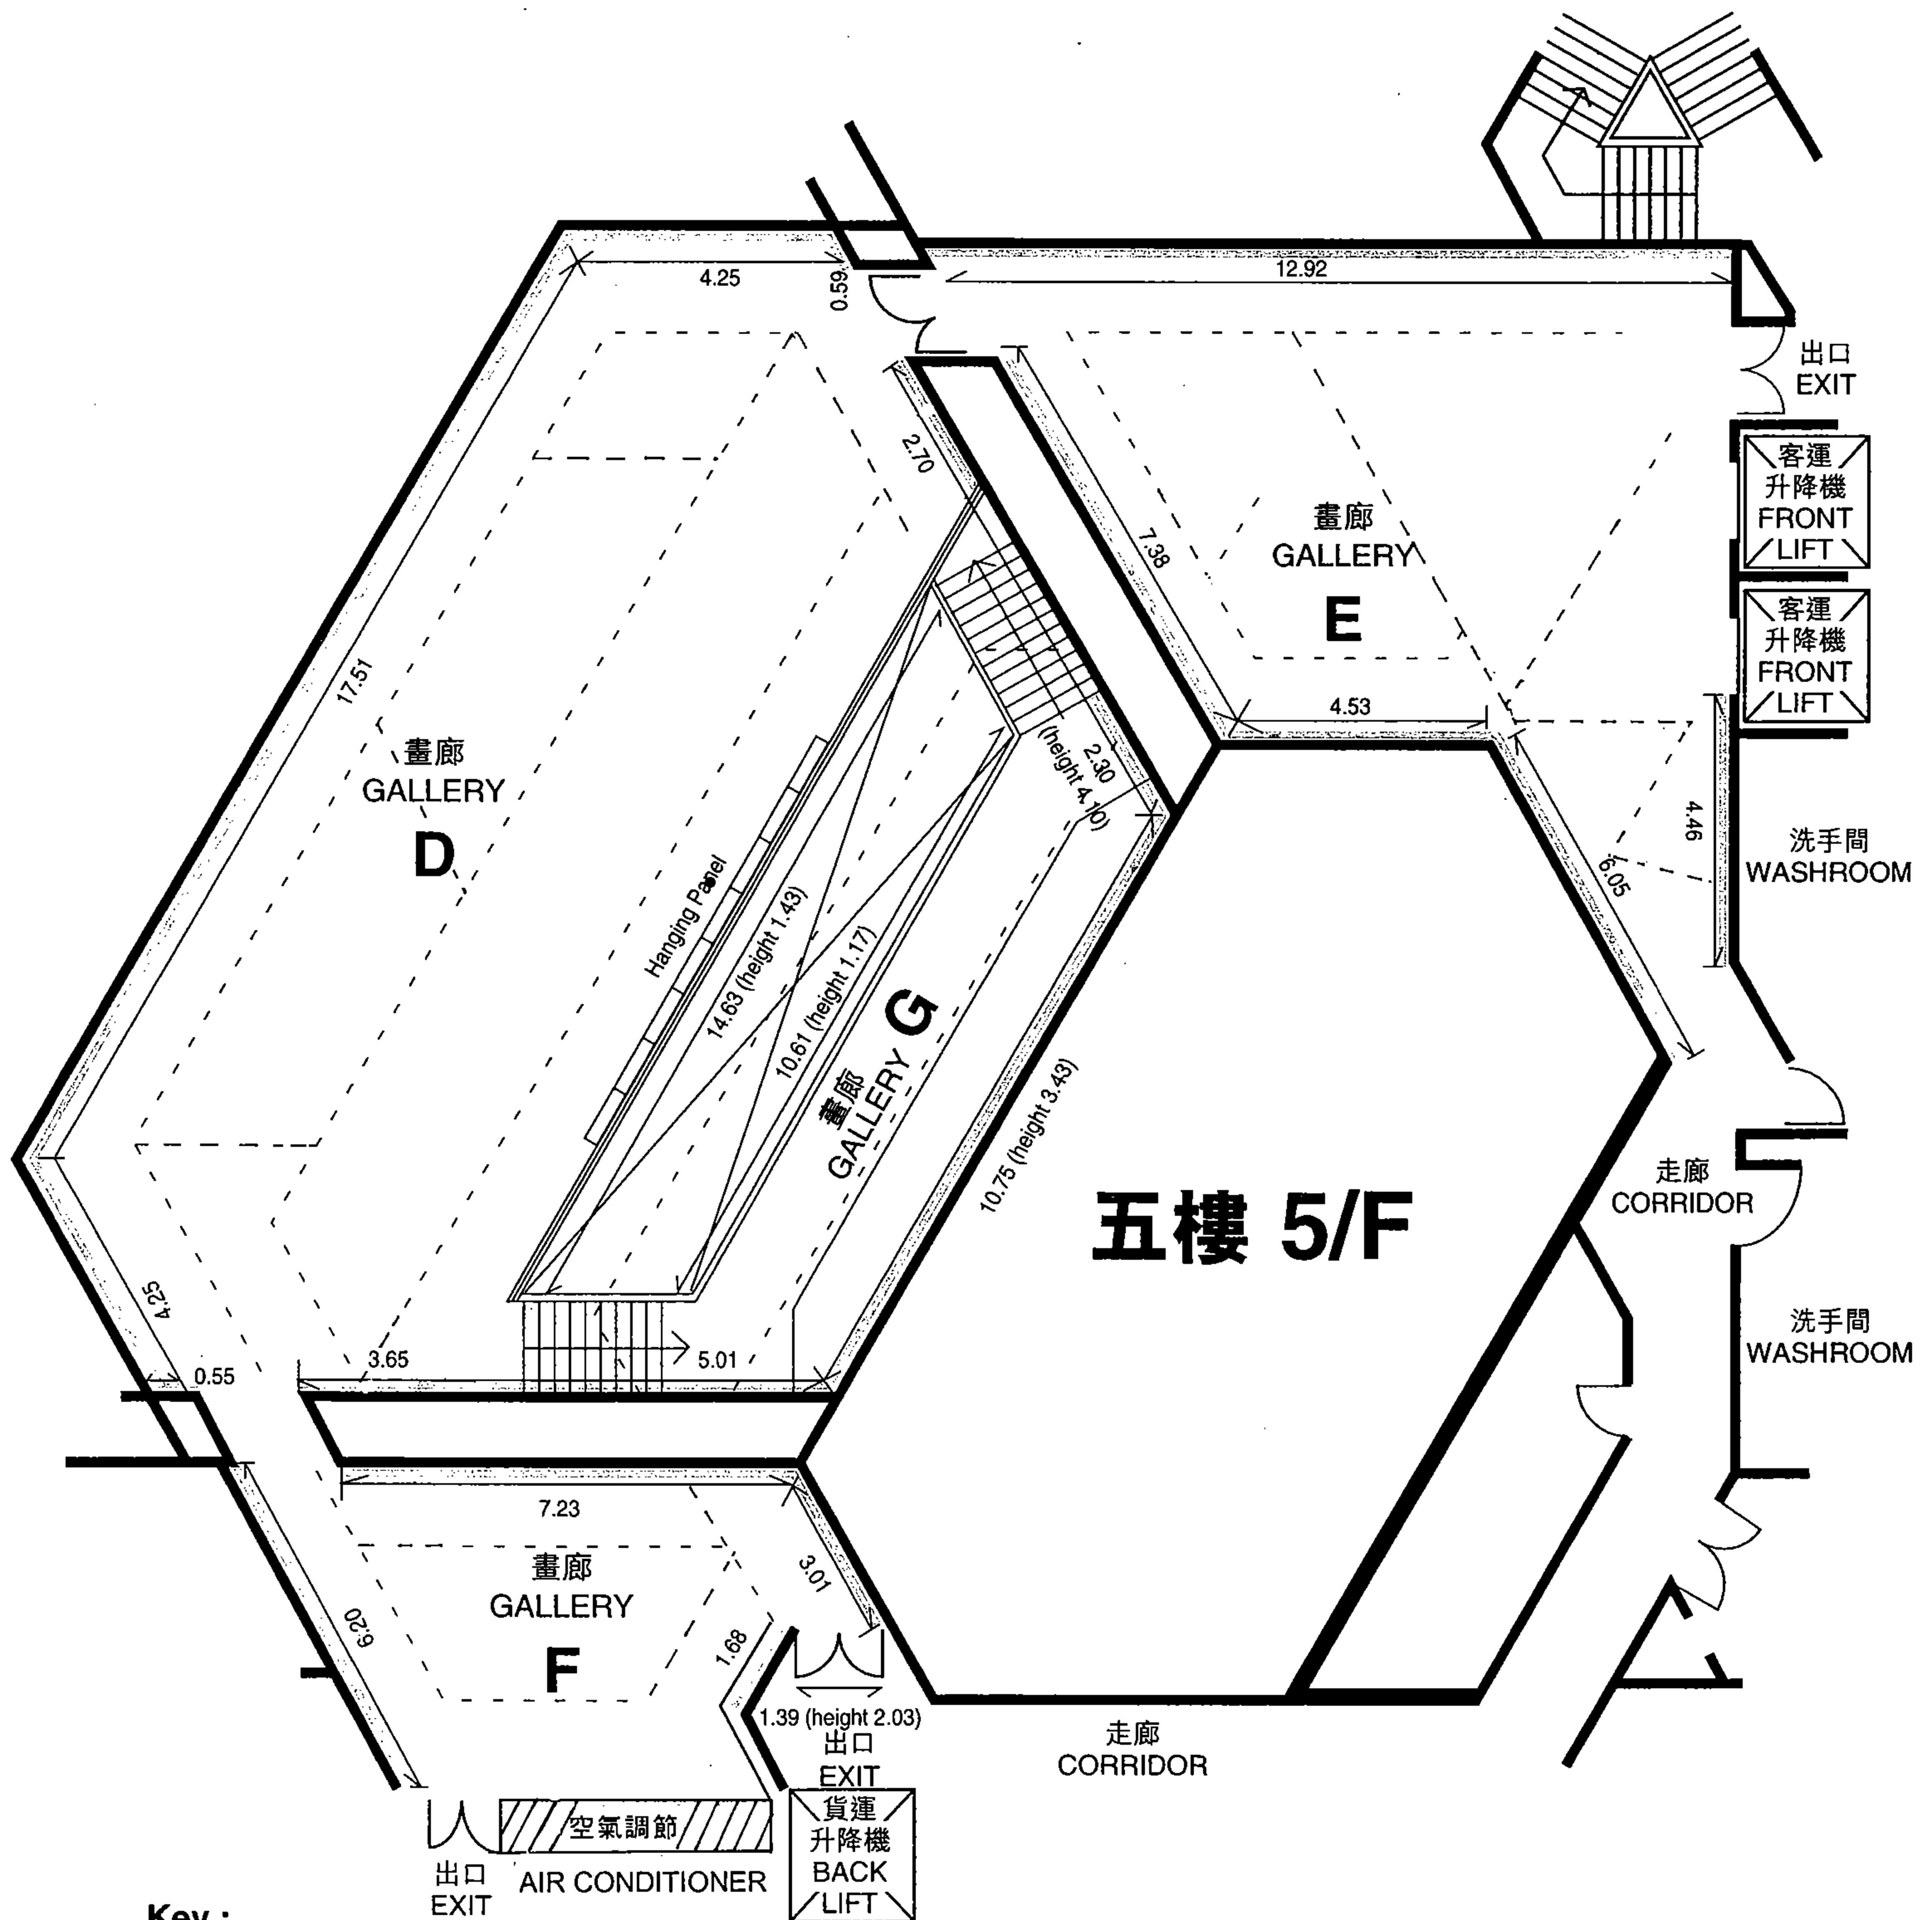 4.25
0.59
12.92
出口
EXIT
2.70
7.38
畫廊
GALLERY
E
客運
升降機
FRONT
LIFT
客運
升降機
FRONT
LIFT
17.51
4.53
畫廊
GALLERY
D
2.30
(height 4.10)
4.46
6.05
洗手間
WASHROOM
Hanging Panel
14.63 (height 1.43)
10.61 (height 1.17)
畫廊
GALLERY G
10.75 (height 3.43)
五樓 5/F
走廊
CORRIDOR
4.25
0.55
3.65
5.01
洗手間
WASHROOM
7.23
畫廊
GALLERY
F
3.01
6.20
1.68
1.39 (height 2.03)
出口
EXIT
走廊
CORRIDOR
貨運
升降機
BACK
LIFT
空氣調節
AIR CONDITIONER
出口
EXIT
Key :